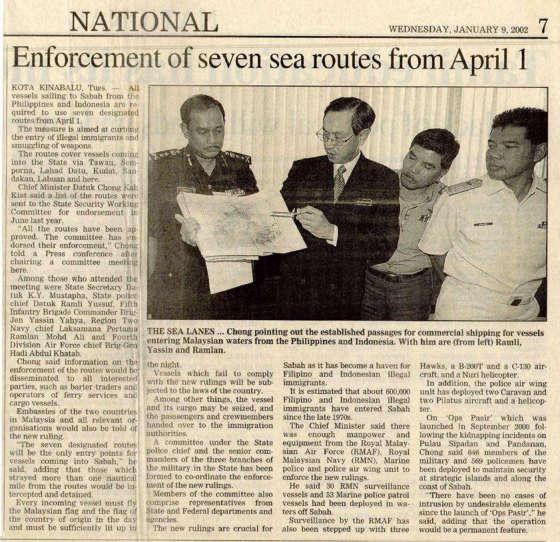 NATIONAL
WEDNESDAY, JANUARY 9, 2002 7
Enforcement of seven sea routes from April 1
KOTA KINABALU, Tues. — All
vessels sailing to Sabah from the
Philippines and Indonesia are re-
quired to use seven designated
routes from April 1.
The measure is aimed at curbing
the entry of illegal immigrants and
smuggling of weapons.
The routes cover vessels coming
into the State via Tawau, Sem-
porna, Lahad Datu, Kudat, San-
dakan, Labuan and here.
Chief Minister Datuk Chong Kah
Kiat said a list of the routes were
sent to the State Security Working
Committee for endorsement in
June last year.
"All the routes have been ap-
proved. The committee has en-
dorsed their enforcement," Chong
told a Press conference after
chairing a committee meeting
here.
Among those who attended the
meeting were State Secretary Da-
tuk K.Y. Mustapha, State police
chief Datuk Ramli Yussuf, Fifth
Infantry Brigade Commander Brig-
Jen Yassin Yahya, Region Two
Navy chief Laksamana Pertama
Ramlan Mohd Ali and Fourth
Division Air Force chief Brig-Gen
Hadi Abdul Khatab.
Chong said information on the
enforcement of the routes would be
disseminated to all interested
parties, such as barter traders and
operators of ferry services and
cargo vessels.
Embassies of the two countries
in Malaysia and all relevant or-
ganisations would also be told of
the new ruling.
"The seven designated routes
will be the only entry points for
vessels coming into Sabah," he
said, adding that those which
strayed more than one nautical
mile from the routes would be in-
tercepted and detained.
Every incoming vessel must fly
the Malaysian flag and the flag of
the country of origin in the day
and must be sufficiently lit up in
THE SEA LANES ... Chong pointing out the established passages for commercial shipping for vessels
entering Malaysian waters from the Philippines and Indonesia. With him are (from left) Ramli,
Yassin and Ramlan.
the night.
Vessels which fail to comply
with the new rulings will be sub-
jected to the laws of the country.
Among other things, the vessel
and its cargo may be seized, and
the passengers and crewmembers
handed over to the immigration
authorities.
A committee under the State
police chief and the senior com-
manders of the three branches of
the military in the State has been
formed to co-ordinate the enforce-
ment of the new rulings.
Members of the committee also
comprise representatives from
State and Federal departments and
agencies.
The new rulings are crucial for
Sabah as it has become a haven for
Filipino and Indonesian illegal
immigrants.
It is estimated that about 600,000
Filipino and Indonesian illegal
immigrants have entered Sabah
since the late 1970s.
The Chief Minister said there
was enough manpower and
equipment from the Royal Malay-
sian Air Force (RMAF), Royal
Malaysian Navy (RMN), Marine
police and police air wing unit to
enforce the new rulings.
He said 30 RMN surveillance
vessels and 53 Marine police patrol
vessels had been deployed in wa-
ters off Sabah.
Surveillance by the RMAF has
also been stepped up with three
Hawks, a B-200T and a C-130 air-
craft, and a Nuri helicopter.
In addition, the police air wing
unit has deployed two Caravan and
two Pilatus aircraft and a helicop-
ter.
On 'Ops Pasir' which was
launched in September 2000 fol-
lowing the kidnapping incidents on
Pulau Sipadan and Pandanan,
Chong said 646 members of the
military and 569 policemen have
been deployed to maintain security
at strategic islands and along the
coast of Sabah.
"There have been no cases of
intrusion by undesirable elements
since the launch of 'Ops Pasir'," he
said, adding that the operation
would be a permanent feature.